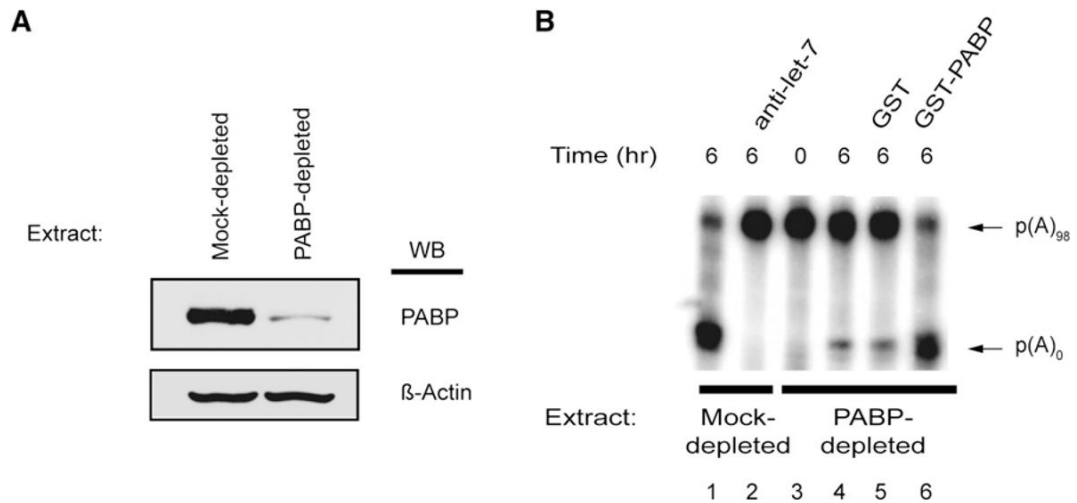 A
Extract:
Mock-depleted
PABP-depleted
WB
PABP
ß-Actin
B
anti-let-7
GST
GST-PABP
Time (hr) 6 6 0 6 6 6
p(A)98
p(A)0
Extract:
Mock-
depleted
PABP-
depleted
1 2 3 4 5 6